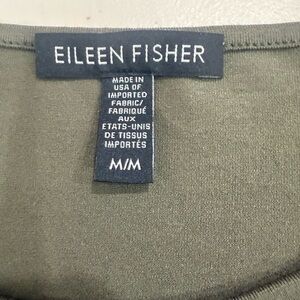 EILEEN FISHER
MADE IN
USA OF
IMPORTED
FABRIC/
FABRIQUÉ
AUX
ETATS-UNIS
DE TISSUS
IMPORTÉS
M/M